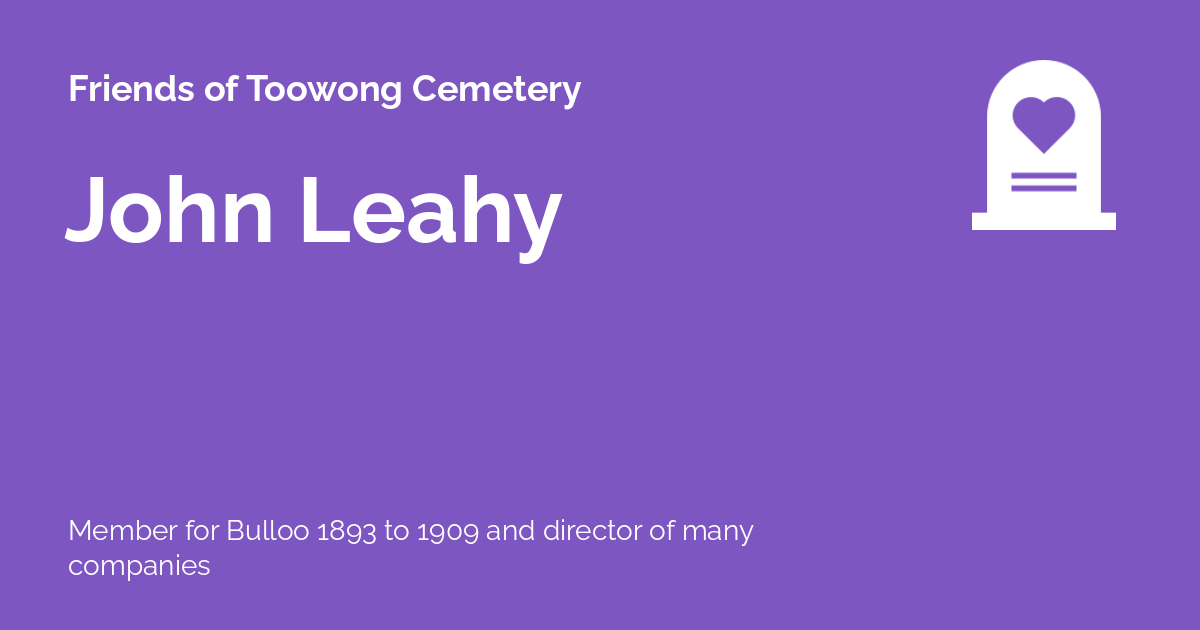 Friends of Toowong Cemetery
John Leahy
Member for Bulloo 1893 to 1909 and director of many
companies